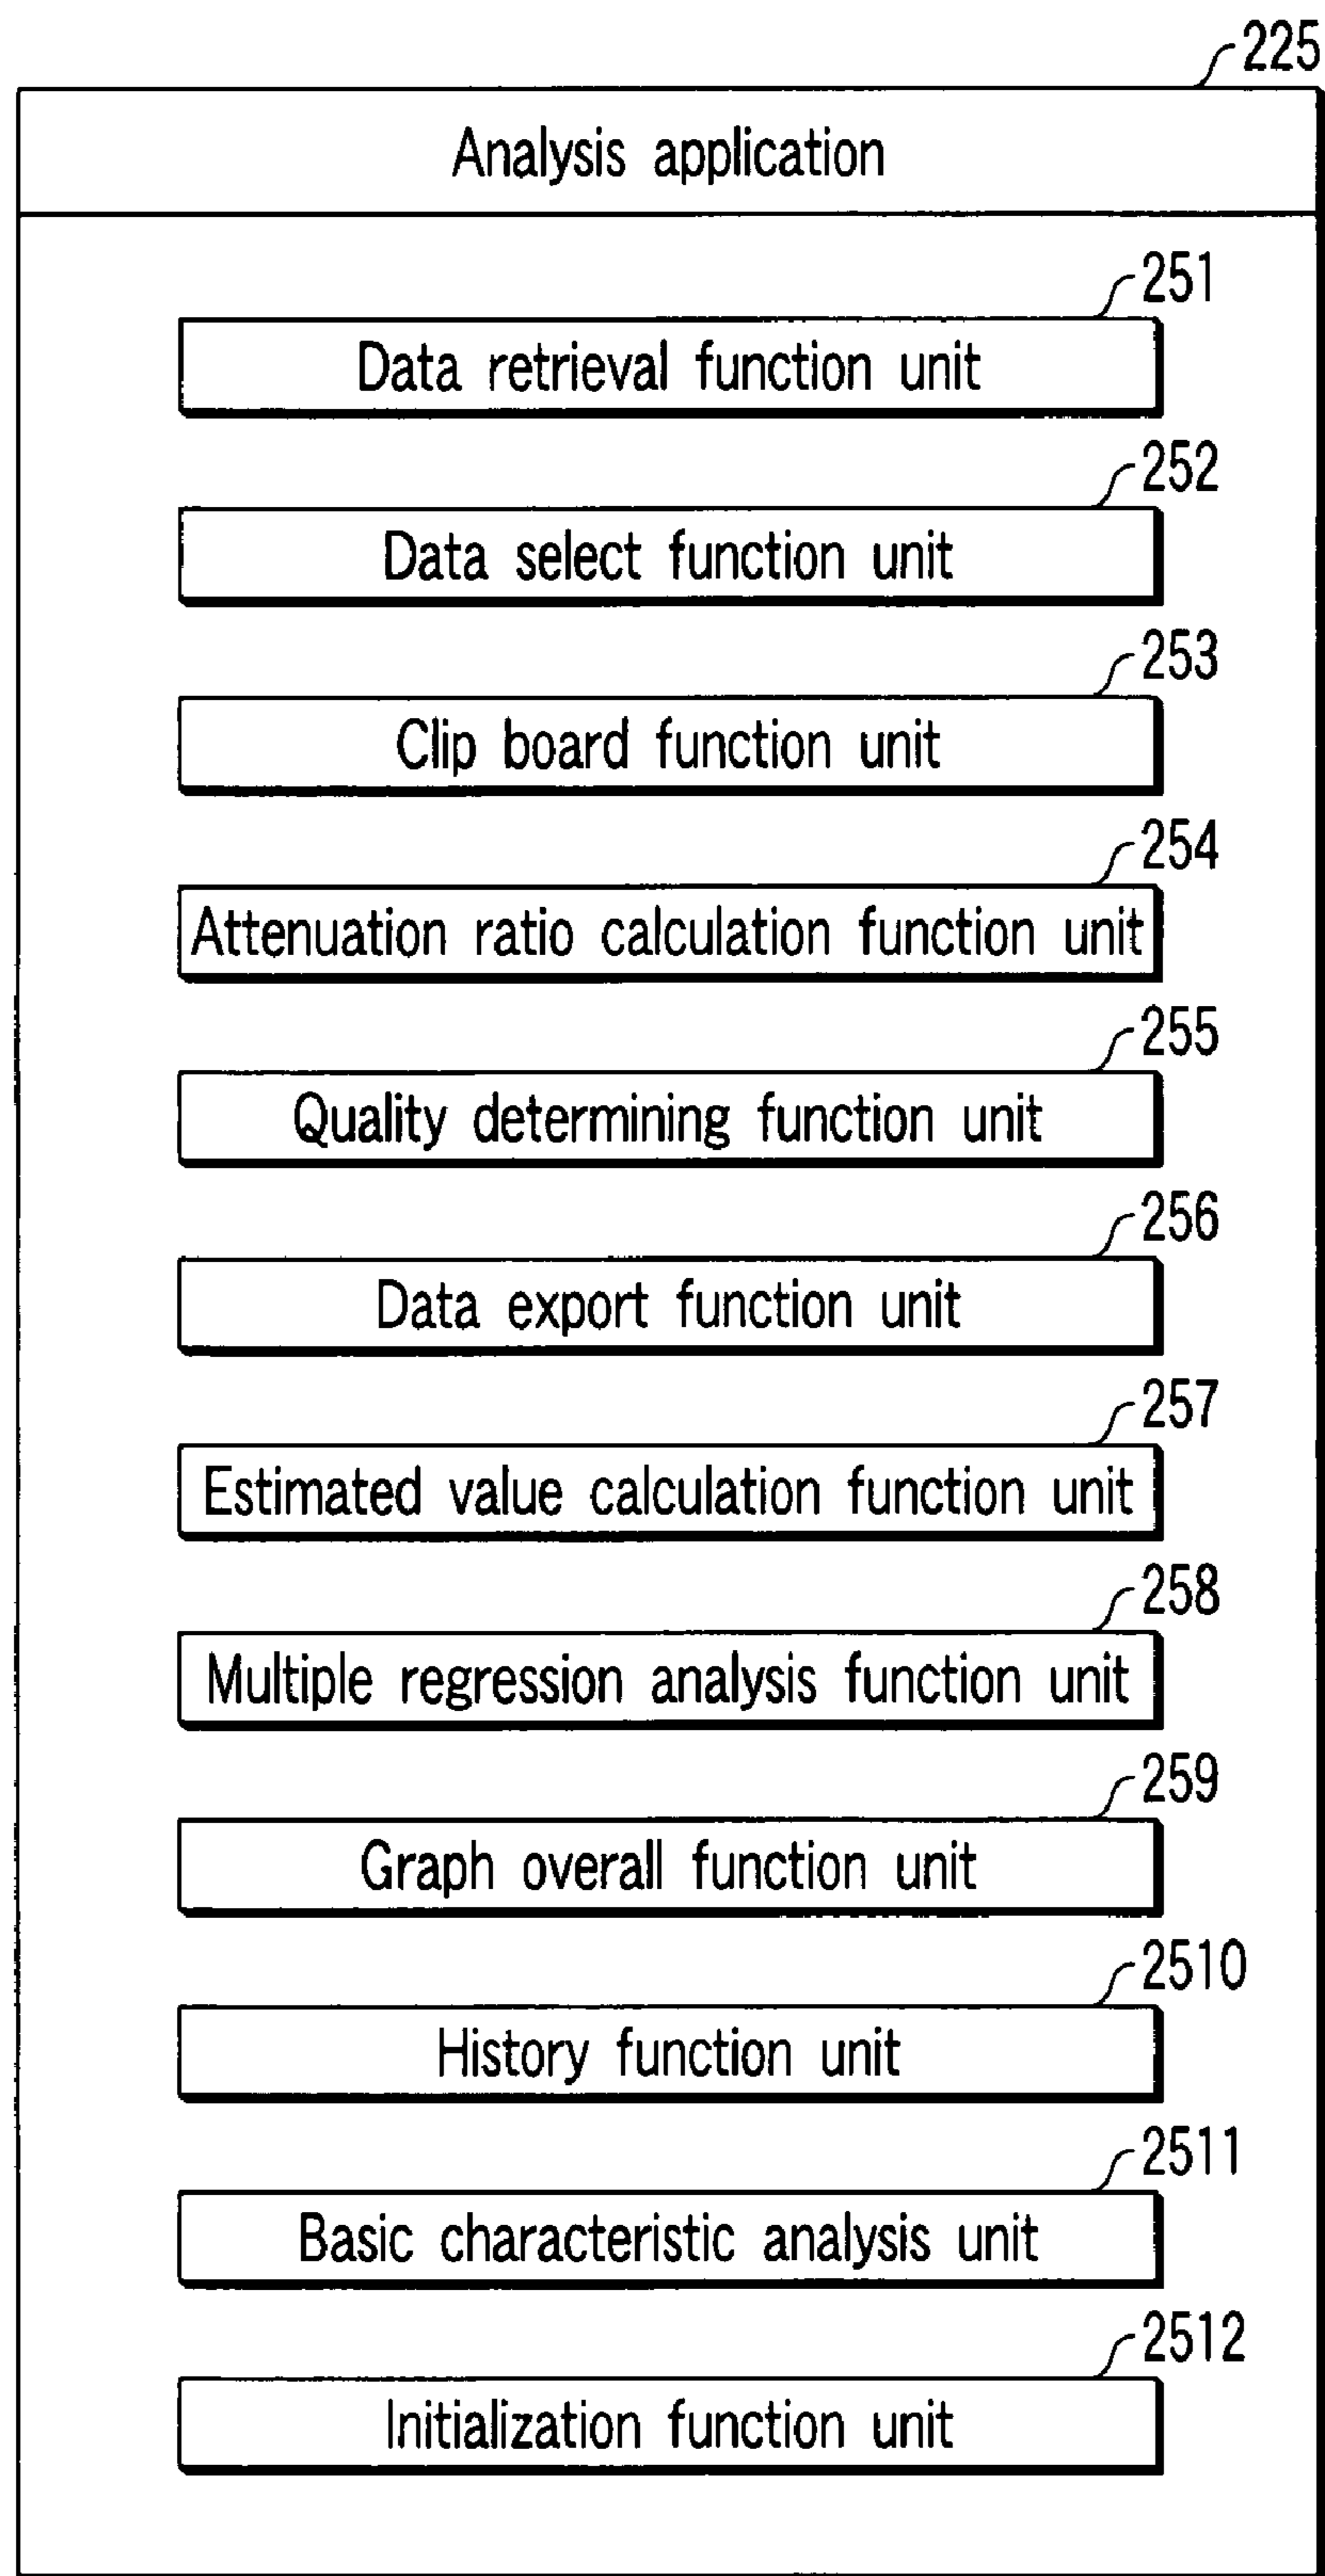 225
Analysis application
251
Data retrieval function unit
252
Data select function unit
253
Clip board function unit
254
Attenuation ratio calculation function unit
255
Quality determining function unit
256
Data export function unit
257
Estimated value calculation function unit
258
Multiple regression analysis function unit
259
Graph overall function unit
2510
History function unit
2511
Basic characteristic analysis unit
2512
Initialization function unit